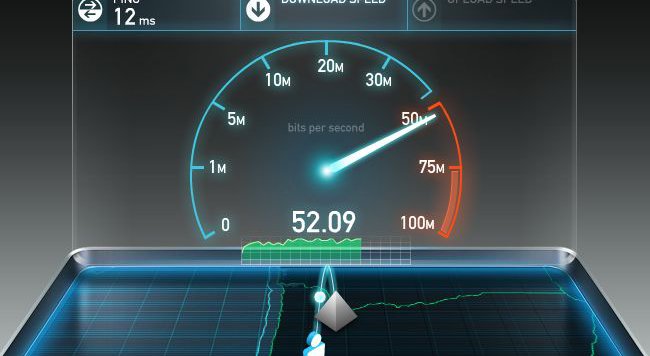 PING
12 ms
DOWNLOAD SPEED
UPLOAD SPEED
20M
10M
30M
5M
50M
bits per second
1M
75M
0
52.09
100M